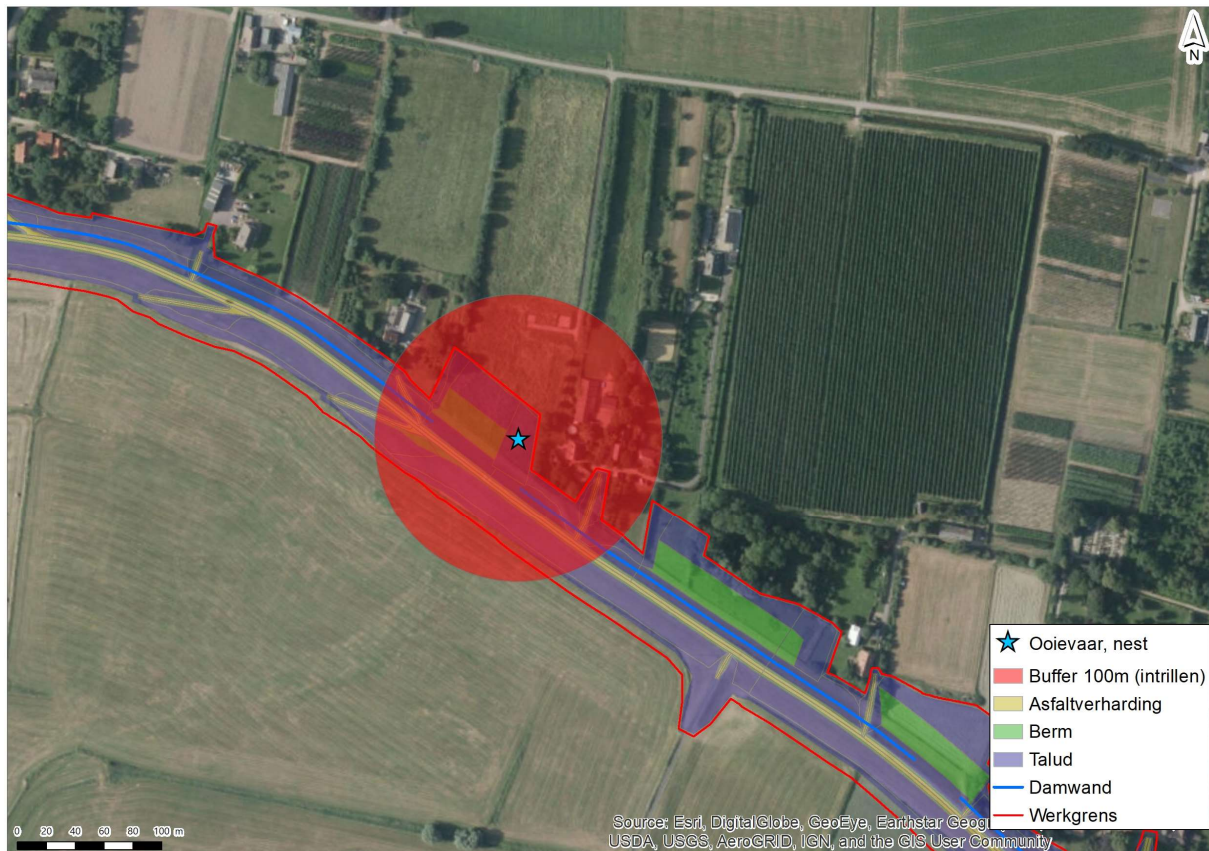 N
Ooievaar, nest
Buffer 100m (intrillen)
Asfaltverharding
Berm
Talud
Damwand
Werkgrens
0 20 40 60 80 100 m
Source: Esri, DigitalGlobe, GeoEye, Earthstar
USDA, USGS, AeroGRID, IGN, and the GIS User Community